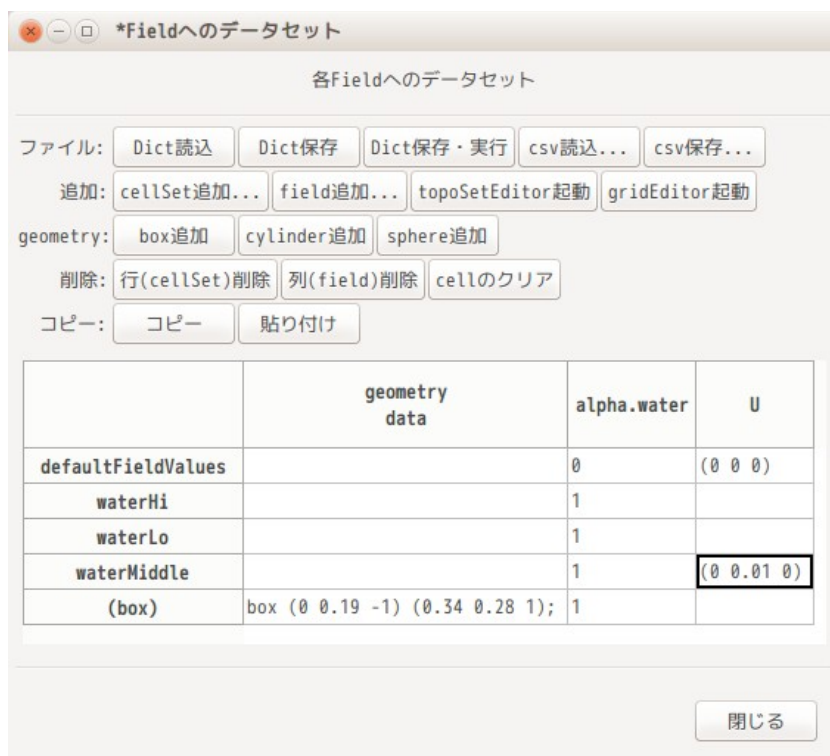 *Fieldへのデータセット
各Fieldへのデータセット
ファイル: Dict読込 Dict保存 Dict保存・実行 csv読込... csv保存...
追加: cellSet追加... field追加... topoSetEditor起動 gridEditor起動
geometry: box追加 cylinder追加 sphere追加
削除: 行(cellSet)削除 列(field)削除 cellのクリア
コピー: コピー 貼り付け
geometry
data alpha.water U
defaultFieldValues 0 (0 0 0)
waterHi 1
waterLo 1
waterMiddle 1 (0 0.01 0)
(box) box (0 0.19 -1) (0.34 0.28 1); 1
閉じる